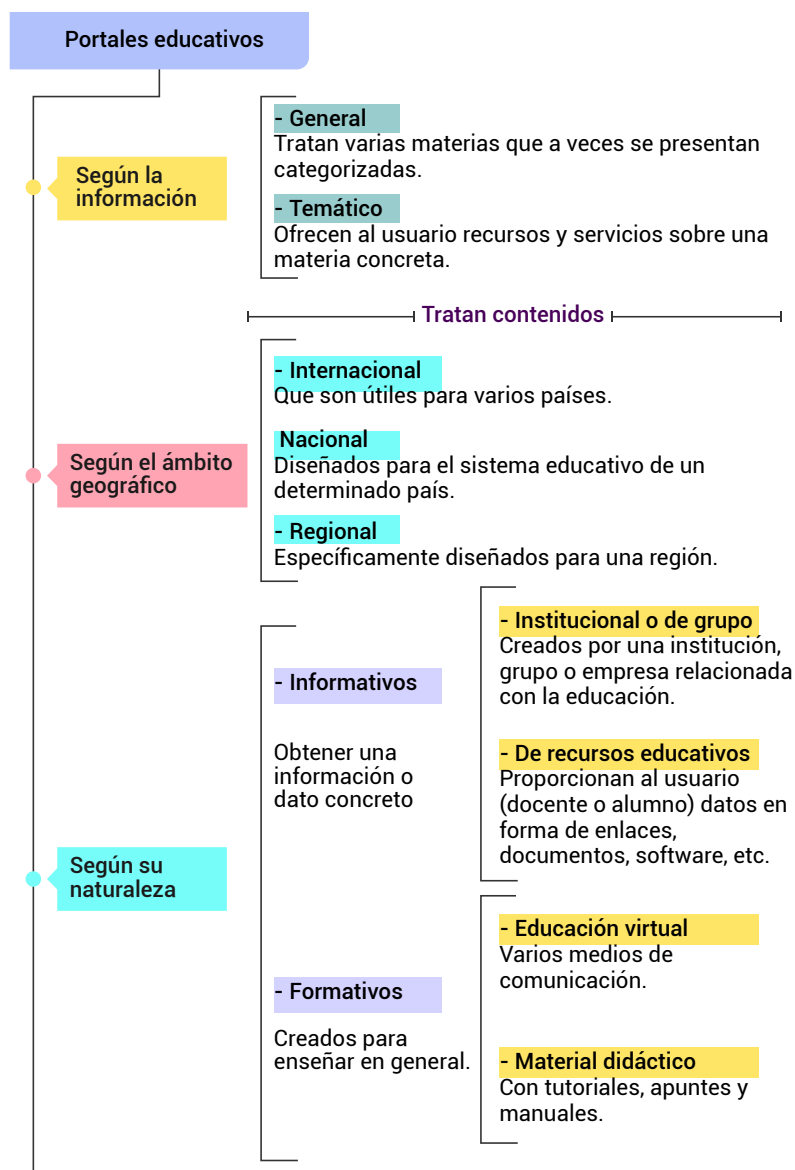 Portales educativos
Según la
información
- General
Tratan varias materias que a veces se presentan
categorizadas.
- Temático
Ofrecen al usuario recursos y servicios sobre una
materia concreta.
Tratan contenidos
Según el ámbito
geográfico
- Internacional
Que son útiles para varios países.
Nacional
Diseñados para el sistema educativo de un
determinado país.
- Regional
Específicamente diseñados para una región.
Según su
naturaleza
- Informativos
Obtener una
información o
dato concreto
- Institucional o de grupo
Creados por una institución,
grupo o empresa relacionada
con la educación.
- De recursos educativos
Proporcionan al usuario
(docente o alumno) datos en
forma de enlaces,
documentos, software, etc.
- Formativos
Creados para
enseñar en general.
- Educación virtual
Varios medios de
comunicación.
- Material didáctico
Con tutoriales, apuntes y
manuales.